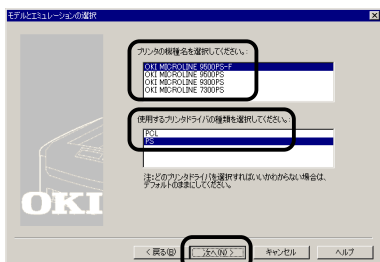 モデルとエミュレーションの選択
プリンタの機種名を選択してください。:
OKI MICROLINE 9500PS-F
OKI MICROLINE 9500PS
OKI MICROLINE 9300PS
OKI MICROLINE 7300PS
使用するプリンタドライバの種類を選択してください。:
PCL
PS
注:どのプリンタドライバを選択すればいいかわからない場合は、
デフォルトのままにしてください。
OKI
< 戻る(B)
次へ(N) >
キャンセル
ヘルプ